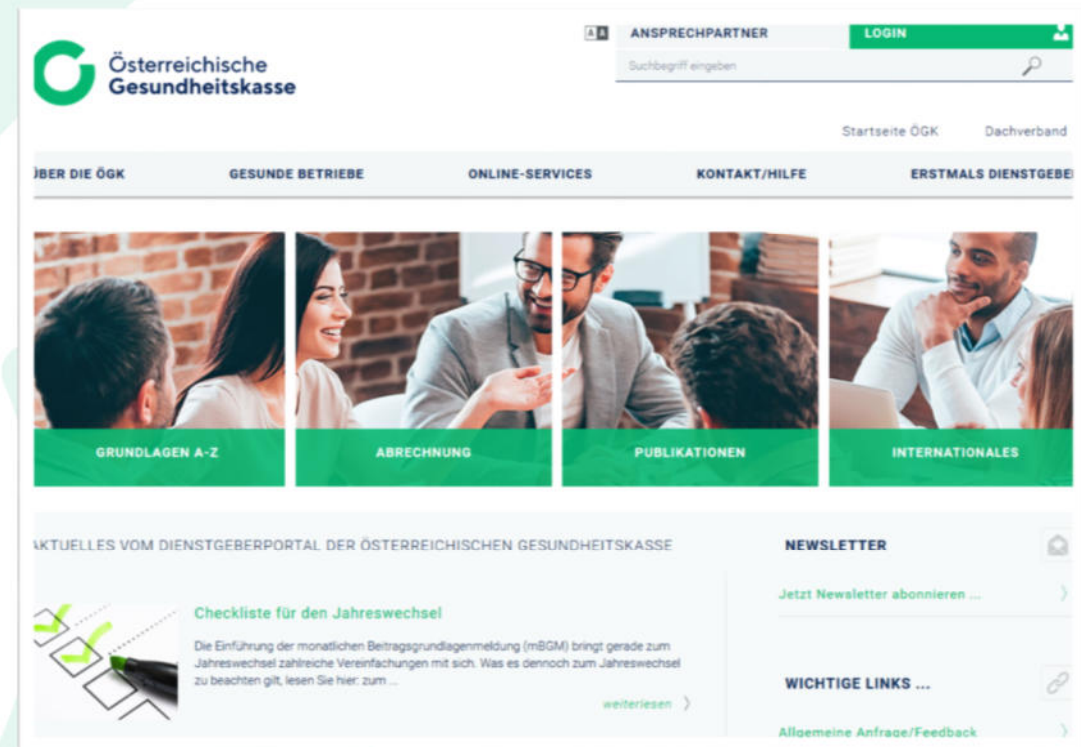 Österreichische
Gesundheitskasse
A A
ANSPRECHPARTNER
LOGIN
Suchbegriff eingeben
Startseite ÖGK
Dachverband
ÜBER DIE ÖGK
GESUNDE BETRIEBE
ONLINE-SERVICES
KONTAKT/HILFE
ERSTMALS DIENSTGEBE
GRUNDLAGEN A-Z
ABRECHNUNG
PUBLIKATIONEN
INTERNATIONALES
AKTUELLES VOM DIENSTGEBERPORTAL DER ÖSTERREICHISCHEN GESUNDHEITSKASSE
Checkliste für den Jahreswechsel
Die Einführung der monatlichen Beitragsgrundlagenmeldung (mBGM) bringt gerade zum
Jahreswechsel zahlreiche Vereinfachungen mit sich. Was es dennoch zum Jahreswechsel
zu beachten gilt, lesen Sie hier: zum ...
weiterlesen
NEWSLETTER
Jetzt Newsletter abonnieren ...
WICHTIGE LINKS ...
Allgemeine Anfrage/Feedback